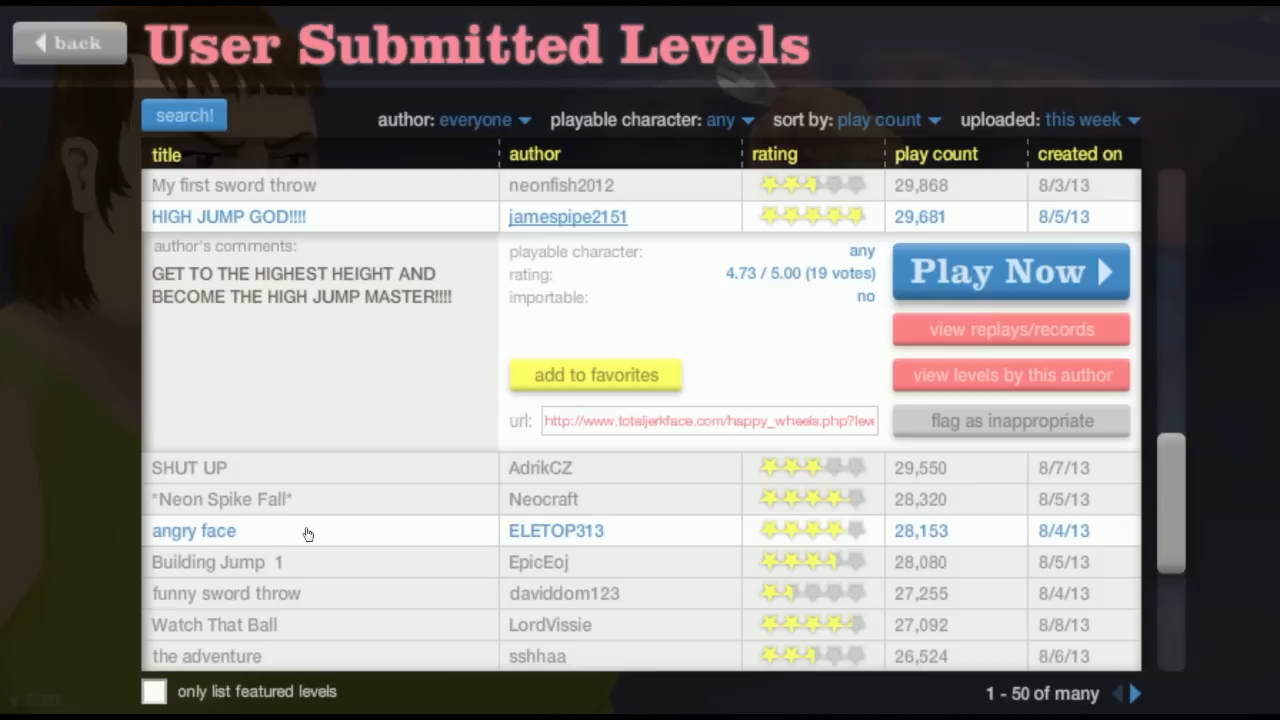 back
User Submitted Levels
search!
author: everyone playable character: any sort by: play count uploaded: this week
title author rating play count created on
My first sword throw neonfish2012 29,868 8/3/13
HIGH JUMP GOD!!!! jamespipe2151 29,681 8/5/13
author's comments:
GET TO THE HIGHEST HEIGHT AND
BECOME THE HIGH JUMP MASTER!!!!
playable character: any
rating: 4.73 / 5.00 (19 votes)
importable: no
Play Now
view replays/records
add to favorites
view levels by this author
url: http://www.totaljerkface.com/happy_wheels.php?leve
flag as inappropriate
SHUT UP AdrikCZ 29,550 8/7/13
*Neon Spike Fall* Neocraft 28,320 8/5/13
angry face ELETOP313 28,153 8/4/13
Building Jump 1 EpicEoj 28,080 8/5/13
funny sword throw daviddom123 27,255 8/4/13
Watch That Ball LordVissie 27,092 8/8/13
the adventure sshhaa 26,524 8/6/13
only list featured levels
1 - 50 of many